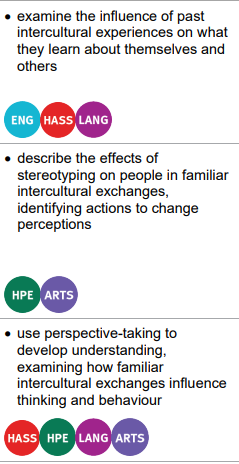 • examine the influence of past
intercultural experiences on what
they learn about themselves and
others
ENG HASS LANG
• describe the effects of
stereotyping on people in familiar
intercultural exchanges,
identifying actions to change
perceptions
HPE ARTS
• use perspective-taking to
develop understanding,
examining how familiar
intercultural exchanges influence
thinking and behaviour
HASS HPE LANG ARTS